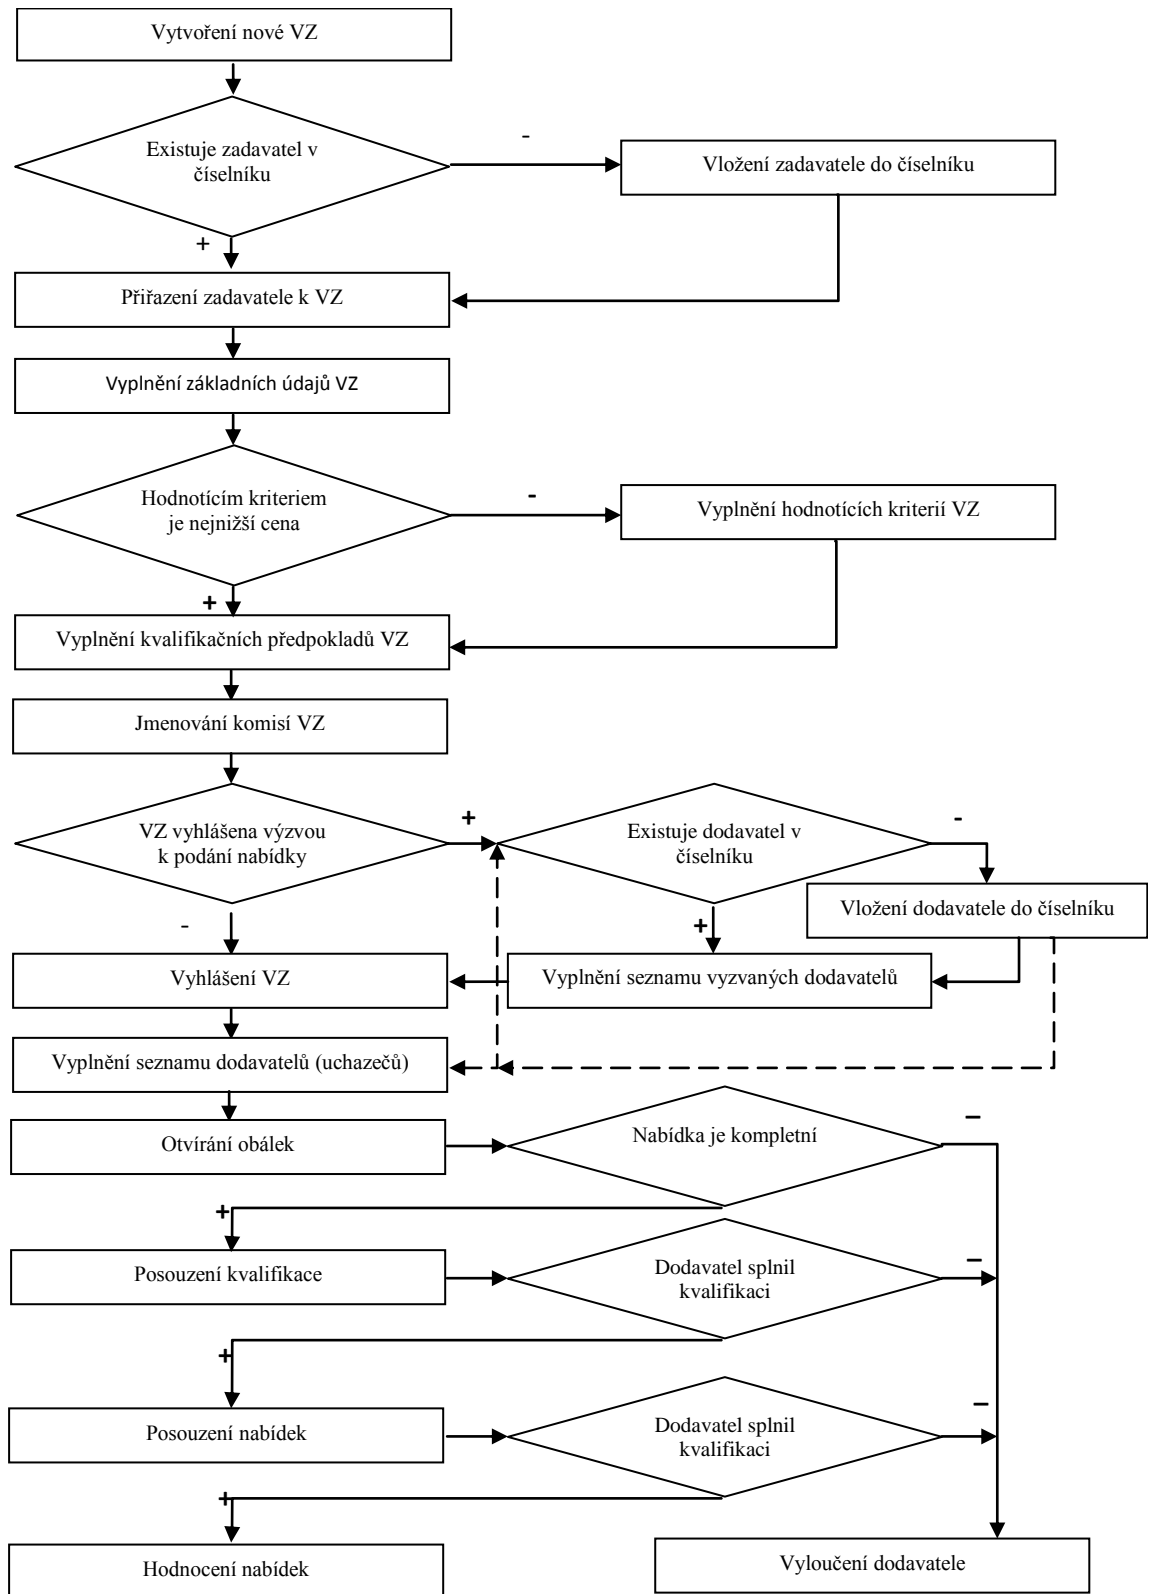 Vytvoření nové VZ
Existuje zadavatel v
číselníku
-
Vložení zadavatele do číselníku
+
Přiřazení zadavatele k VZ
Vyplnění základních údajů VZ
Hodnotícím kriteriem
je nejnižší cena
-
Vyplnění hodnotících kriterií VZ
+
Vyplnění kvalifikačních předpokladů VZ
Jmenování komisí VZ
VZ vyhlášena výzvou
k podání nabídky
+
Existuje dodavatel v
číselníku
-
Vložení dodavatele do číselníku
-
+
Vyhlášení VZ
Vyplnění seznamu vyzvaných dodavatelů
Vyplnění seznamu dodavatelů (uchazečů)
Otvírání obálek
Nabídka je kompletní
–
+
Posouzení kvalifikace
Dodavatel splnil
kvalifikaci
–
+
Posouzení nabídek
Dodavatel splnil
kvalifikaci
–
+
Hodnocení nabídek
Vyloučení dodavatele